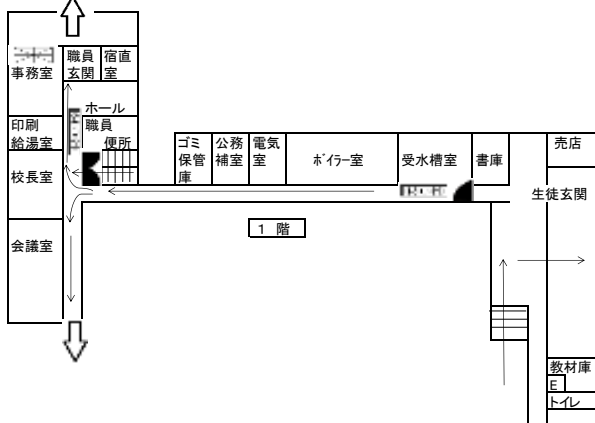 職員
玄関
宿直
室
事務室
ホール
職員
便所
印刷
給湯室
校長室
会議室
ゴミ
保管
庫
公務
補室
電気
室
ﾎﾞｲﾗｰ室
受水槽室
書庫
売店
生徒玄関
1 階
教材庫
E
トイレ